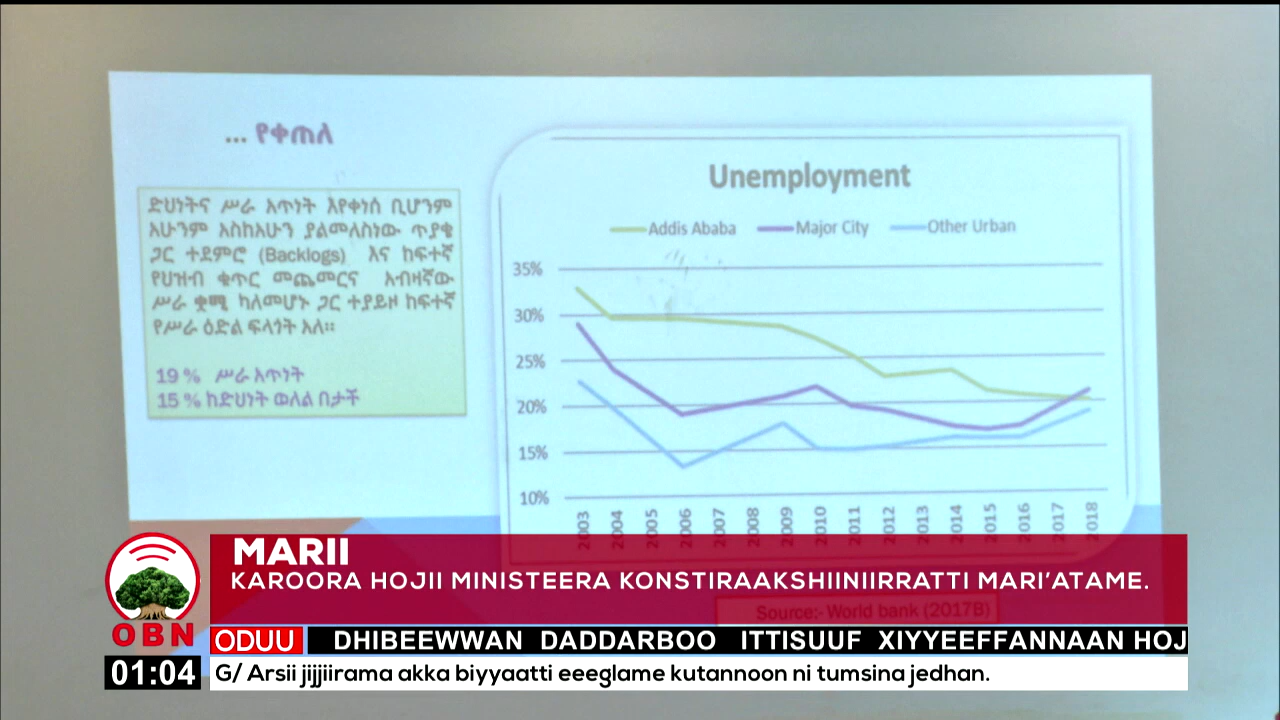 ... የቀጠለ
ድህነትና ሥራ አጥነት እየቀነሰ ቢሆንም
አሁንም እስከአሁን ያልመለስነው ጥያቄ
ጋር ተደምሮ (Backlogs) እና ከፍተኛ
የህዝብ ቁጥር መጨመርና አብዛኛው
ሥራ ቋሚ ካለመሆኑ ጋር ተያይዞ ከፍተኛ
የሥራ ዕድል ፍላጎት አለ፡፡
19 % ሥራ አጥነት
15 % ከድህነት ወለል በታች
Unemployment
Addis Ababa Major City Other Urban
35%
30%
25%
20%
15%
10%
2003 2004 2005 2006 2007 2008 2009 2010 2011 2012 2013 2014 2015 2016 2017 2018
Source:- World bank (2017B)
MARII
KAROORA HOJII MINISTEERA KONSTIRAAKSHIINIIRRATTI MARI'ATAME.
OBN
ODUU DHIBEEWWAN DADDARBOO ITTISUUF XIYYEEFFANNAAN HOJ
01:04 G/ Arsii jijjiirama akka biyyaatti eeeglame kutannoon ni tumsina jedhan.